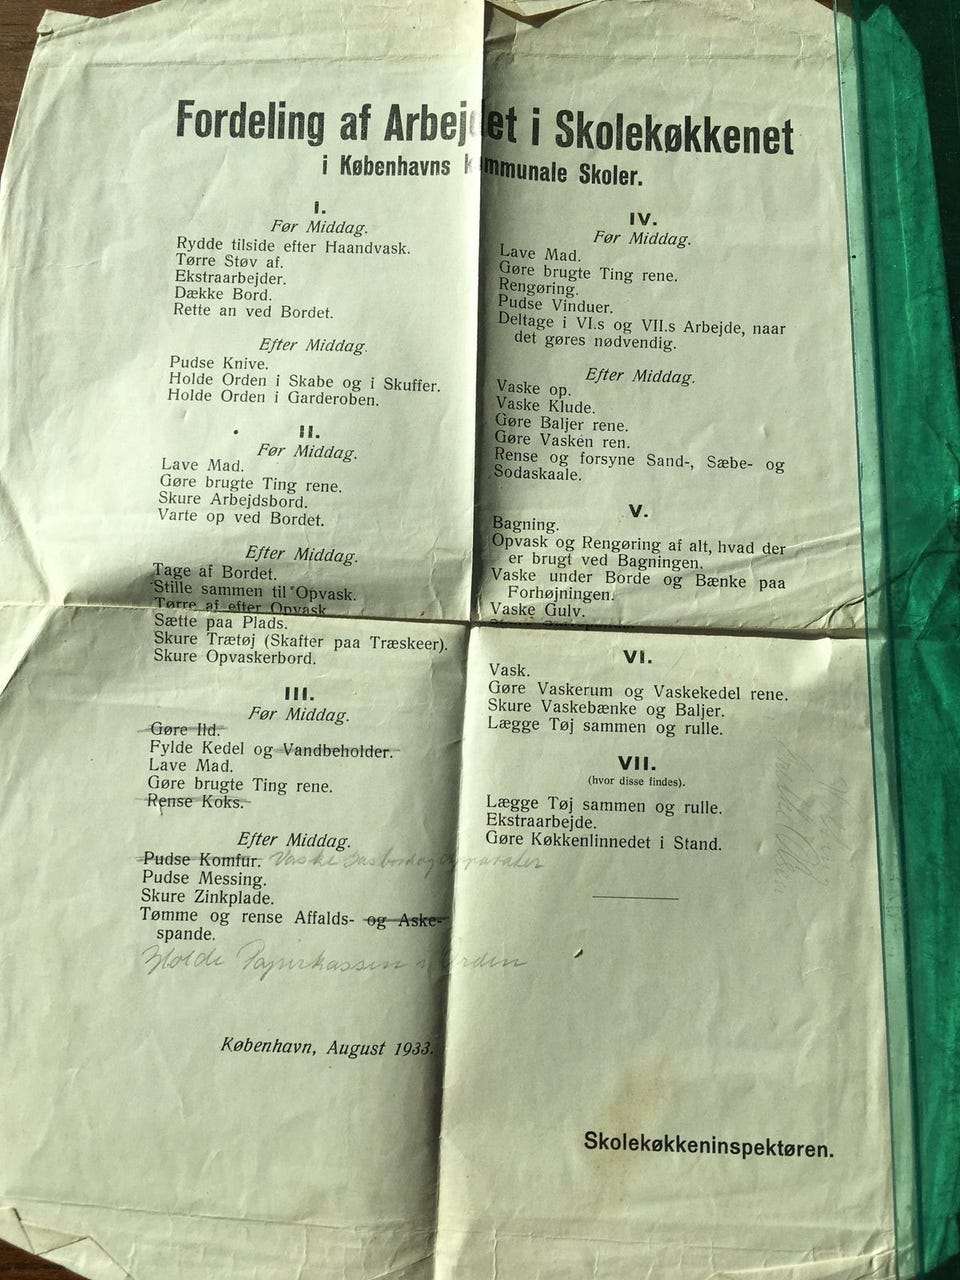 Fordeling af Arbejdet i Skolekøkkenet
i Københavns kommunale Skoler.
I.
Før Middag.
Rydde tilside efter Haandvask.
Tørre Støv af.
Ekstraarbejder.
Dække Bord.
Rette an ved Bordet.
Efter Middag.
Pudse Knive.
Holde Orden i Skabe og i Skuffer.
Holde Orden i Garderoben.
II.
Før Middag.
Lave Mad.
Gøre brugte Ting rene.
Skure Arbejdsbord.
Varte op ved Bordet.
Efter Middag.
Tage af Bordet.
Stille sammen til Opvask.
Tørre af efter Opvask
Sætte paa Plads.
Skure Trætøj (Skafter paa Træskeer).
Skure Opvaskerbord.
III.
Før Middag.
Gøre Ild.
Fylde Kedel og Vandbeholder.
Lave Mad.
Gøre brugte Ting rene.
Rense Koks.
Efter Middag.
Pudse Komfur. Vaske Gasbord og Apparater
Pudse Messing.
Skure Zinkplade.
Tømme og rense Affalds- og Aske-
spande.
Holde Papirkassen i Orden
København, August 1933.
IV.
Før Middag.
Lave Mad.
Gøre brugte Ting rene.
Rengøring.
Pudse Vinduer.
Deltage i VI.s og VII.s Arbejde, naar
det gøres nødvendig.
Efter Middag.
Vaske op.
Vaske Klude.
Gøre Baljer rene.
Gøre Vasken ren.
Rense og forsyne Sand-, Sæbe- og
Sodaskaale.
V.
Bagning.
Opvask og Rengøring af alt, hvad der
er brugt ved Bagningen.
Vaske under Borde og Bænke paa
Forhøjningen.
Vaske Gulv.
VI.
Vask.
Gøre Vaskerum og Vaskekedel rene.
Skure Vaskebænke og Baljer.
Lægge Tøj sammen og rulle.
VII.
(hvor disse findes).
Lægge Tøj sammen og rulle.
Ekstraarbejde.
Gøre Køkkenlinnedet i Stand.
Skolekøkkeninspektøren.